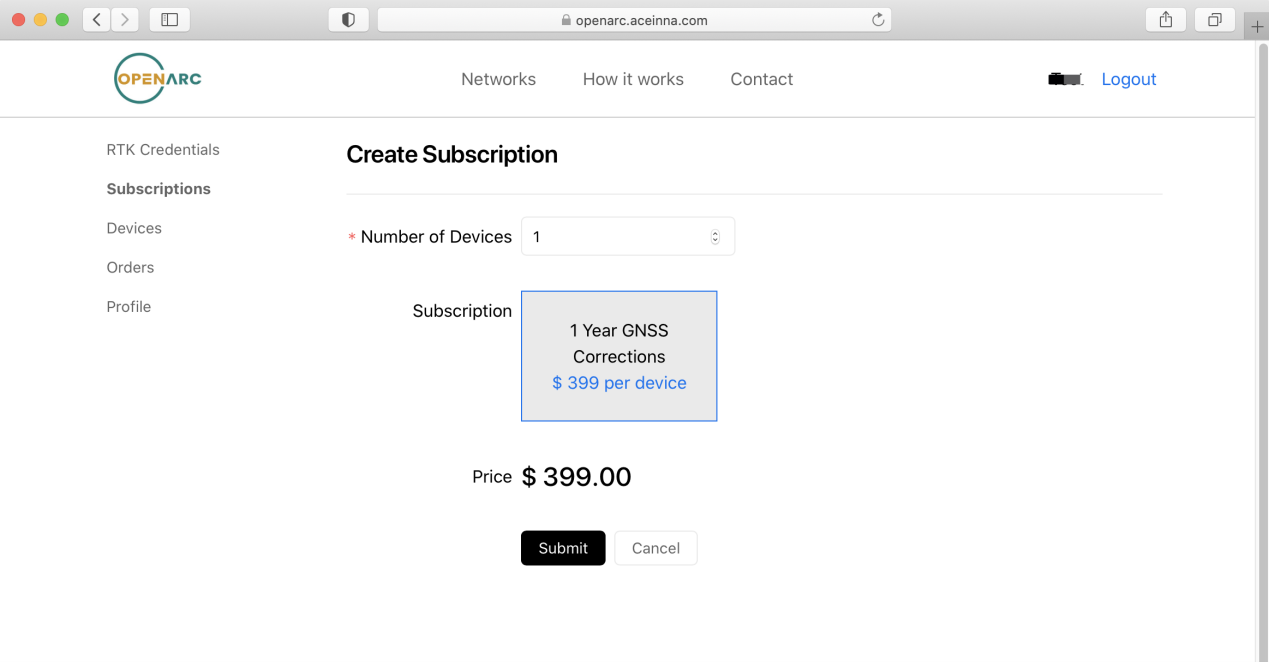 openarc.aceinna.com
OPENARC
Networks
How it works
Contact
Logout
RTK Credentials
Subscriptions
Devices
Orders
Profile
Create Subscription
* Number of Devices
1
Subscription
1 Year GNSS
Corrections
$ 399 per device
Price
$ 399.00
Submit
Cancel